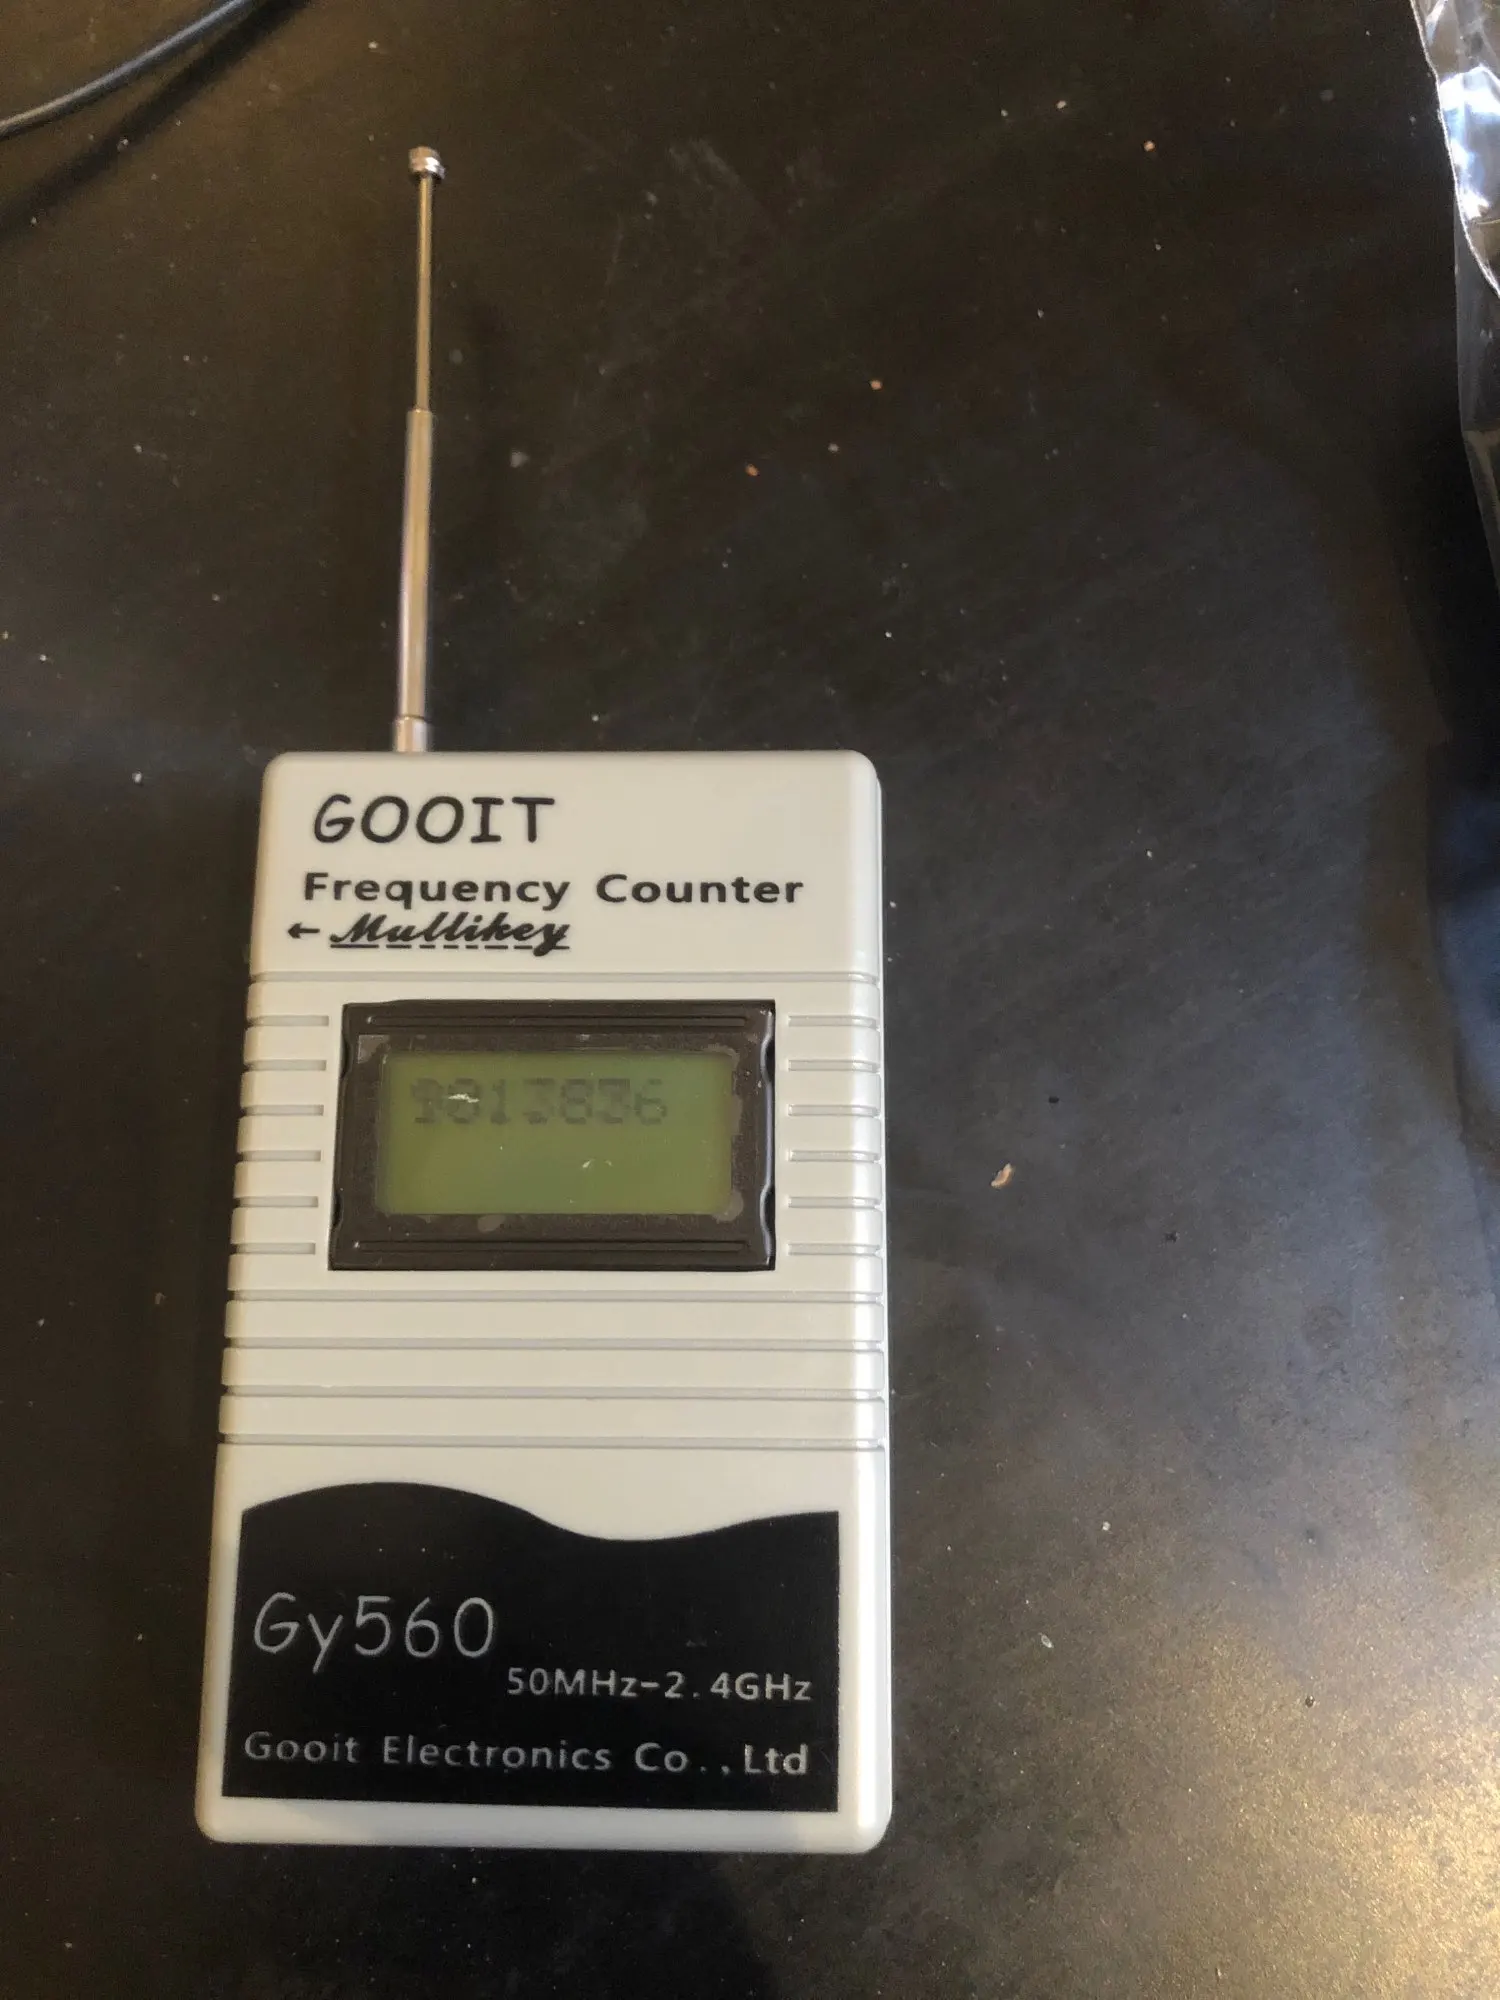 GOOIT
Frequency Counter
← Mullikey
Gy560
50MHz-2.4GHz
Gooit Electronics Co.,Ltd